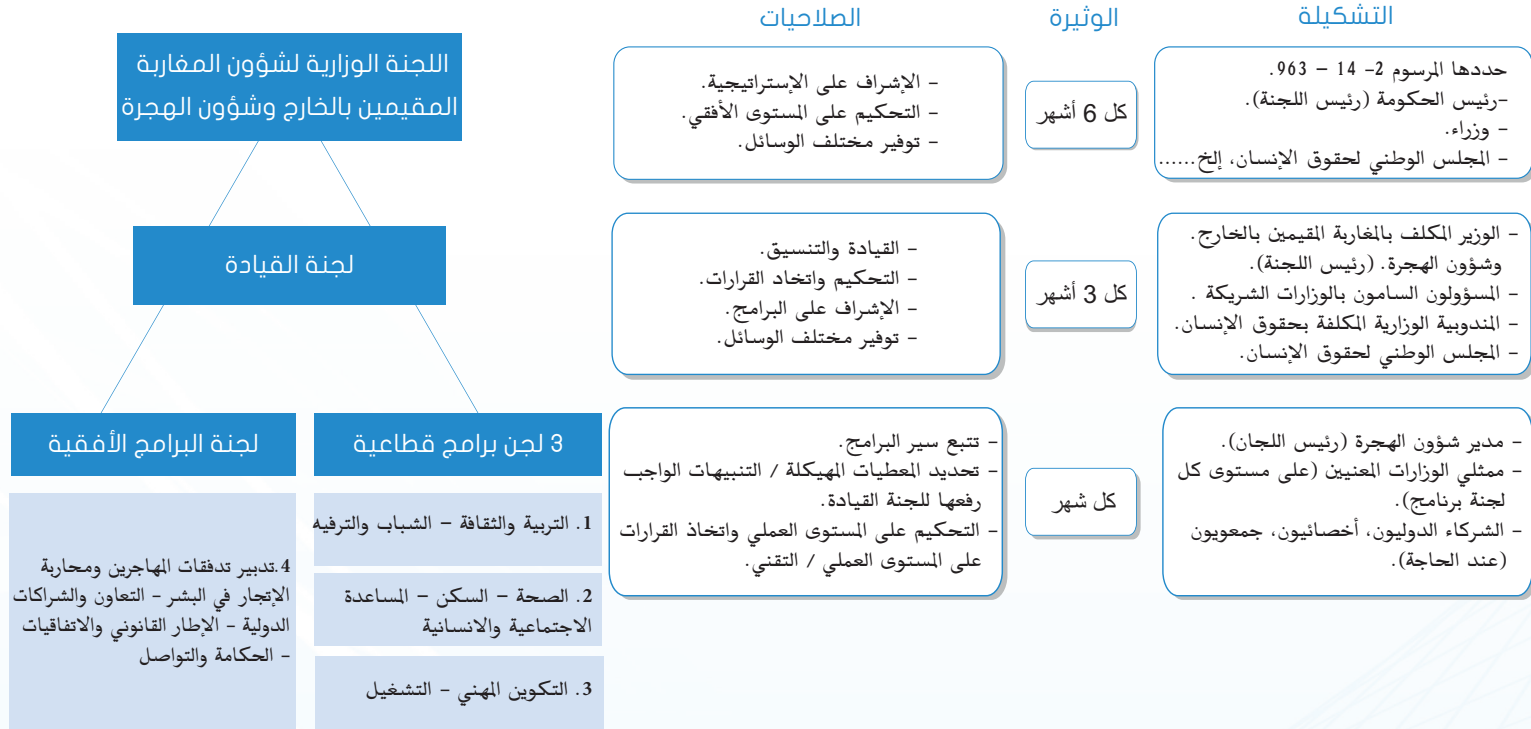 التشكيلة
الوثيرة
الصلاحيات
اللجنة الوزارية لشؤون المغاربة
المقيمين بالخارج وشؤون الهجرة
حددها المرسوم 2- 14 – 963.
-رئيس الحكومة (رئيس اللجنة).
- وزراء.
- المجلس الوطني لحقوق الإنسان، إلخ......
كل 6 أشهر
- الإشراف على الإستراتيجية.
- التحكيم على المستوى الأفقي.
- توفير مختلف الوسائل.
لجنة القيادة
- الوزير المكلف بالمغاربة المقيمين بالخارج.
وشؤون الهجرة. (رئيس اللجنة).
- المسؤولون السامون بالوزارات الشريكة .
- المندوبية الوزارية المكلفة بحقوق الإنسان.
- المجلس الوطني لحقوق الإنسان.
كل 3 أشهر
- القيادة والتنسيق.
- التحكيم واتخاد القرارات.
- الإشراف على البرامج.
- توفير مختلف الوسائل.
- مدير شؤون الهجرة (رئيس اللجان).
- ممثلي الوزارات المعنيين (على مستوى كل
لجنة برنامج).
- الشركاء الدوليون، أخصائيون، جمعويون
(عند الحاجة).
كل شهر
- تتبع سير البرامج.
- تحديد المعطيات المهيكلة / التنبيهات الواجب
رفعها للجنة القيادة.
- التحكيم على المستوى العملي واتخاذ القرارات
على المستوى العملي / التقني.
3 لجن برامج قطاعية
1. التربية والثقافة – الشباب والترفيه
2. الصحة – السكن – المساعدة
الاجتماعية والانسانية
3. التكوين المهني - التشغيل
لجنة البرامج الأفقية
4.تدبير تدفقات المهاجرين ومحاربة
الإتجار في البشر - التعاون والشراكات
الدولية - الإطار القانوني والاتفاقيات
- الحكامة والتواصل